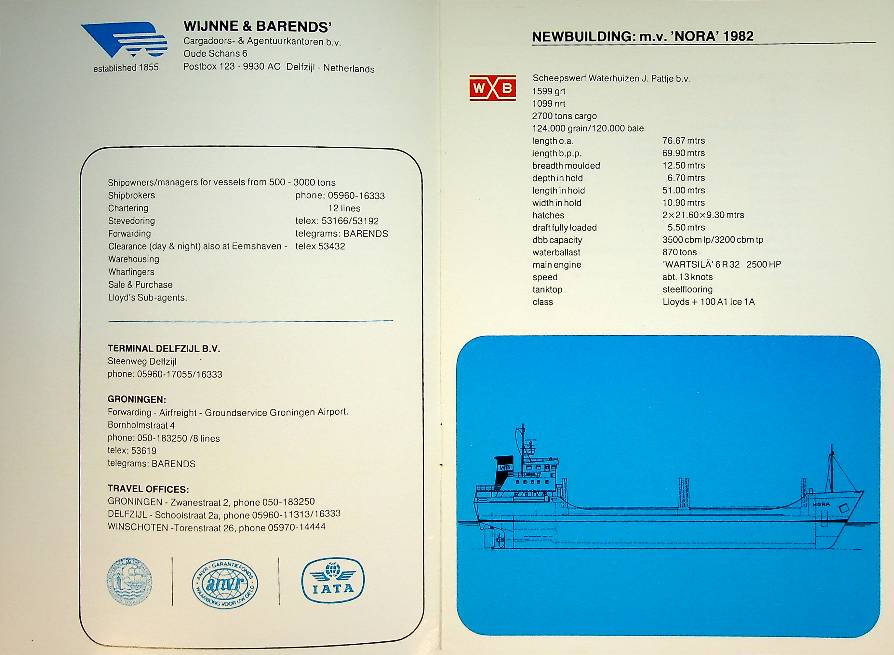 WIJNNE & BARENDS'
Cargadoors- & Agentuurkantoren b.v.
Oude Schans 6
Postbox 123 - 9930 AC Delfzijl - Netherlands
established 1855
Shipowners/managers for vessels from 500 - 3000 tons
Shipbrokers phone: 05960-16333
Chartering 12 lines
Stevedoring telex: 53166/53192
Forwarding telegrams: BARENDS
Clearance (day & night) also at Eemshaven - telex 53432
Warehousing
Wharfingers
Sale & Purchase
Lloyd's Sub-agents.
TERMINAL DELFZIJL B.V.
Steenweg Delfzijl
phone: 05960-17055/16333
GRONINGEN:
Forwarding - Airfreight - Groundservice Groningen Airport.
Bornholmstraat 4
phone: 050-183250 /8 lines
telex: 53619
telegrams: BARENDS
TRAVEL OFFICES:
GRONINGEN - Zwanestraat 2, phone 050-183250
DELFZIJL - Schoolstraat 2a, phone 05960-11313/16333
WINSCHOTEN - Torenstraat 26, phone 05970-14444
ANVR - GARANTIEFONDS
anvr
WAARBORG VOOR UW GELD
IATA
NEWBUILDING: m.v. 'NORA' 1982
WXB
Scheepswerf Waterhuizen J. Pattje b.v.
1599 grt
1099 nrt
2700 tons cargo
124.000 grain/120.000 bale
length o.a. 76.67 mtrs
length b.p.p. 69.90 mtrs
breadth moulded 12.50 mtrs
depth in hold 6.70 mtrs
length in hold 51.00 mtrs
width in hold 10.90 mtrs
hatches 2×21.60×9.30 mtrs
draft fully loaded 5.50 mtrs
dbb capacity 3500 cbm lp/3200 cbm tp
waterballast 870 tons
main engine 'WARTSILÄ' 6 R 32 2500 HP
speed abt. 13 knots
tanktop steelflooring
class Lloyds + 100 A1 Ice 1A
NORA